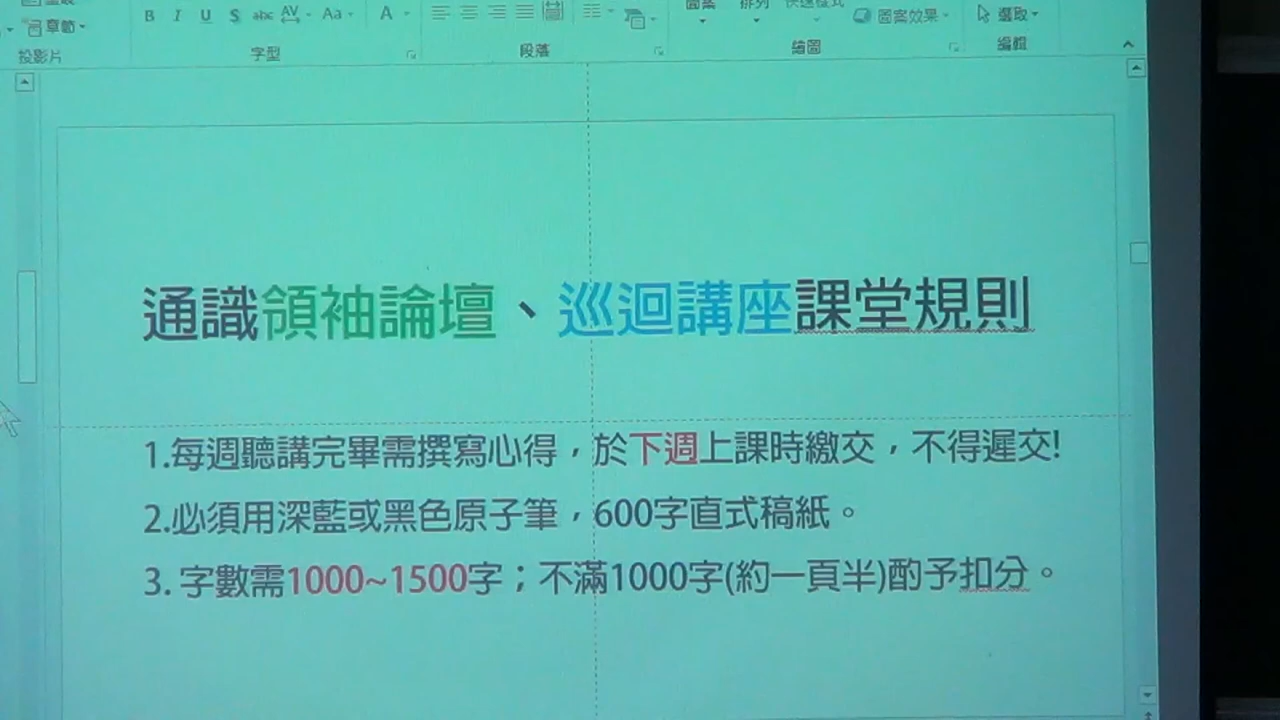 章節
投影片
B I U S abc AV Aa A
字型
段落
圖案 排列 快速樣式
圖案效果
繪圖
選取
編輯
通識領袖論壇、巡迴講座課堂規則
1.每週聽講完畢需撰寫心得，於下週上課時繳交，不得遲交!
2.必須用深藍或黑色原子筆，600字直式稿紙。
3. 字數需1000~1500字；不滿1000字(約一頁半)酌予扣分。